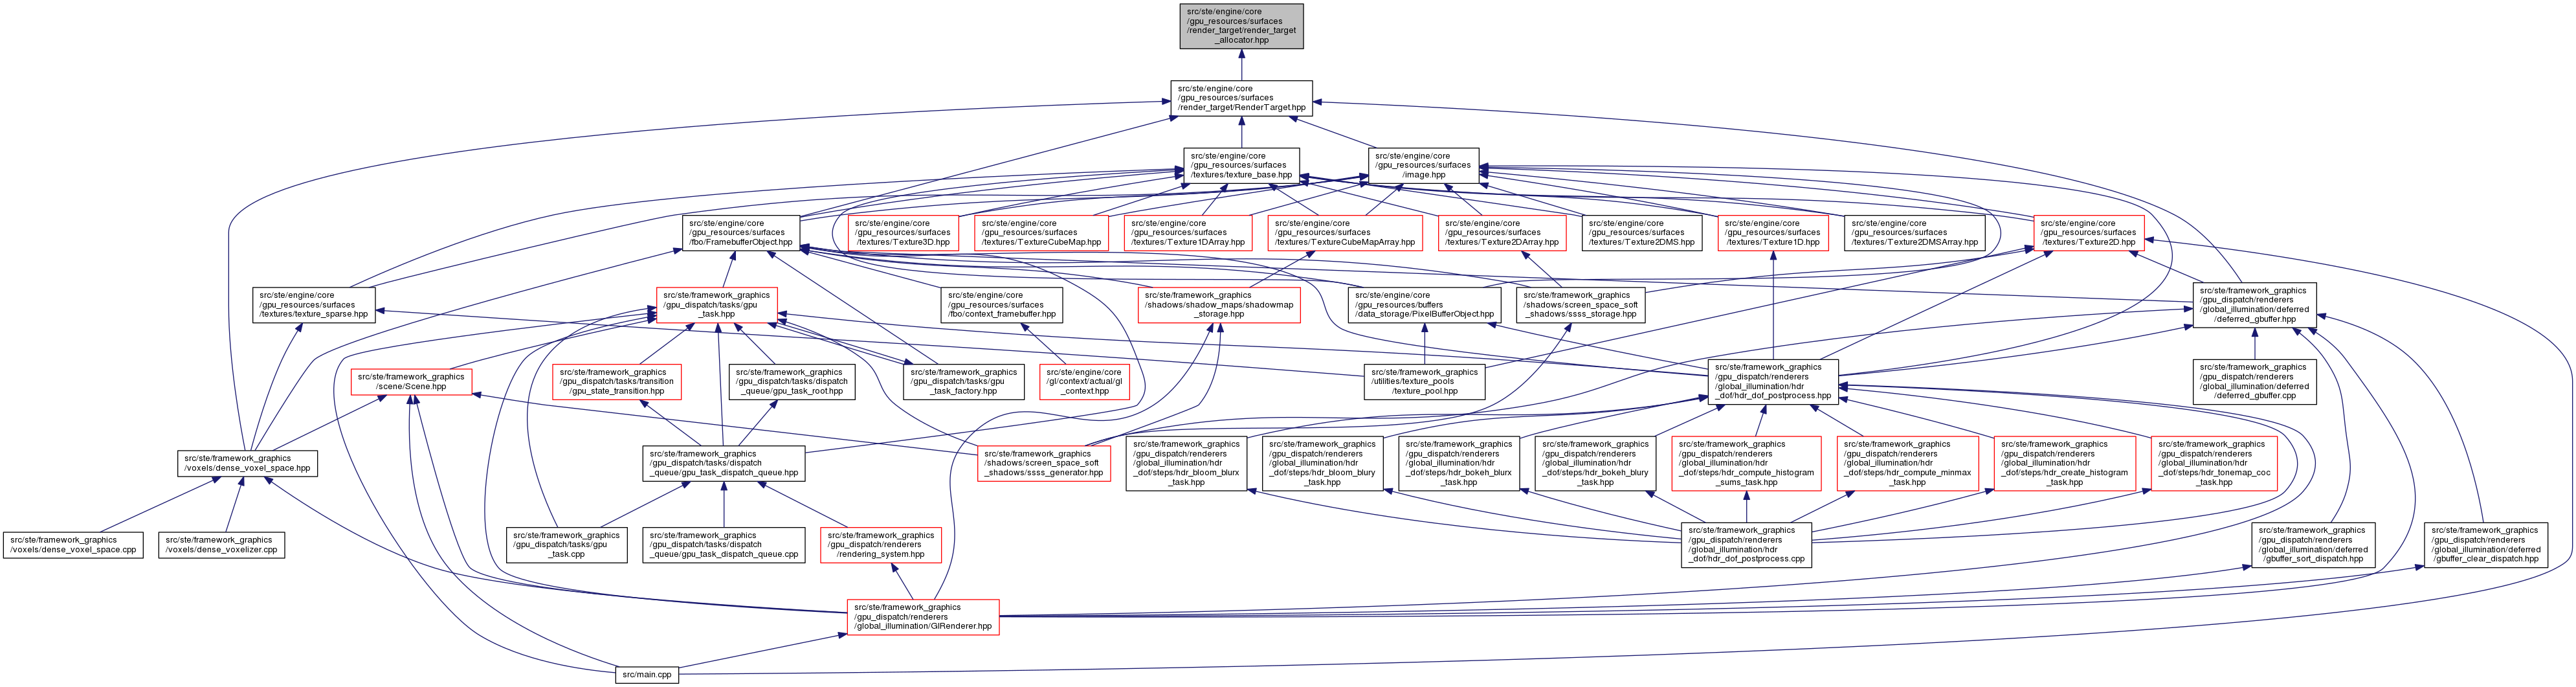 src/ste/engine/core
/gpu_resources/surfaces
/render_target/render_target
_allocator.hpp
src/ste/engine/core
/gpu_resources/surfaces
/render_target/RenderTarget.hpp
src/ste/engine/core
/gpu_resources/surfaces
/textures/texture_base.hpp
src/ste/engine/core
/gpu_resources/surfaces
/image.hpp
src/ste/engine/core
/gpu_resources/surfaces
/fbo/FramebufferObject.hpp
src/ste/engine/core
/gpu_resources/surfaces
/textures/Texture3D.hpp
src/ste/engine/core
/gpu_resources/surfaces
/textures/TextureCubeMap.hpp
src/ste/engine/core
/gpu_resources/surfaces
/textures/Texture1DArray.hpp
src/ste/engine/core
/gpu_resources/surfaces
/textures/TextureCubeMapArray.hpp
src/ste/engine/core
/gpu_resources/surfaces
/textures/Texture2DArray.hpp
src/ste/engine/core
/gpu_resources/surfaces
/textures/Texture2DMS.hpp
src/ste/engine/core
/gpu_resources/surfaces
/textures/Texture1D.hpp
src/ste/engine/core
/gpu_resources/surfaces
/textures/Texture2DMSArray.hpp
src/ste/engine/core
/gpu_resources/surfaces
/textures/Texture2D.hpp
src/ste/engine/core
/gpu_resources/surfaces
/textures/texture_sparse.hpp
src/ste/framework_graphics
/gpu_dispatch/tasks/gpu
_task.hpp
src/ste/engine/core
/gpu_resources/surfaces
/fbo/context_framebuffer.hpp
src/ste/framework_graphics
/shadows/shadow_maps/shadowmap
_storage.hpp
src/ste/engine/core
/gpu_resources/buffers
/data_storage/PixelBufferObject.hpp
src/ste/framework_graphics
/shadows/screen_space_soft
_shadows/ssss_storage.hpp
src/ste/framework_graphics
/gpu_dispatch/renderers
/global_illumination/deferred
/deferred_gbuffer.hpp
src/ste/framework_graphics
/scene/Scene.hpp
src/ste/framework_graphics
/gpu_dispatch/tasks/transition
/gpu_state_transition.hpp
src/ste/framework_graphics
/gpu_dispatch/tasks/dispatch
_queue/gpu_task_root.hpp
src/ste/framework_graphics
/gpu_dispatch/tasks/gpu
_task_factory.hpp
src/ste/engine/core
/gl/context/actual/gl
_context.hpp
src/ste/framework_graphics
/utilities/texture_pools
/texture_pool.hpp
src/ste/framework_graphics
/gpu_dispatch/renderers
/global_illumination/hdr
_dof/hdr_dof_postprocess.hpp
src/ste/framework_graphics
/gpu_dispatch/renderers
/global_illumination/deferred
/deferred_gbuffer.cpp
src/ste/framework_graphics
/voxels/dense_voxel_space.hpp
src/ste/framework_graphics
/gpu_dispatch/tasks/dispatch
_queue/gpu_task_dispatch_queue.hpp
src/ste/framework_graphics
/shadows/screen_space_soft
_shadows/ssss_generator.hpp
src/ste/framework_graphics
/gpu_dispatch/renderers
/global_illumination/hdr
_dof/steps/hdr_bloom_blurx
_task.hpp
src/ste/framework_graphics
/gpu_dispatch/renderers
/global_illumination/hdr
_dof/steps/hdr_bloom_blury
_task.hpp
src/ste/framework_graphics
/gpu_dispatch/renderers
/global_illumination/hdr
_dof/steps/hdr_bokeh_blurx
_task.hpp
src/ste/framework_graphics
/gpu_dispatch/renderers
/global_illumination/hdr
_dof/steps/hdr_bokeh_blury
_task.hpp
src/ste/framework_graphics
/gpu_dispatch/renderers
/global_illumination/hdr
_dof/steps/hdr_compute_histogram
_sums_task.hpp
src/ste/framework_graphics
/gpu_dispatch/renderers
/global_illumination/hdr
_dof/steps/hdr_compute_minmax
_task.hpp
src/ste/framework_graphics
/gpu_dispatch/renderers
/global_illumination/hdr
_dof/steps/hdr_create_histogram
_task.hpp
src/ste/framework_graphics
/gpu_dispatch/renderers
/global_illumination/hdr
_dof/steps/hdr_tonemap_coc
_task.hpp
src/ste/framework_graphics
/voxels/dense_voxel_space.cpp
src/ste/framework_graphics
/voxels/dense_voxelizer.cpp
src/ste/framework_graphics
/gpu_dispatch/tasks/gpu
_task.cpp
src/ste/framework_graphics
/gpu_dispatch/tasks/dispatch
_queue/gpu_task_dispatch_queue.cpp
src/ste/framework_graphics
/gpu_dispatch/renderers
/rendering_system.hpp
src/ste/framework_graphics
/gpu_dispatch/renderers
/global_illumination/hdr
_dof/hdr_dof_postprocess.cpp
src/ste/framework_graphics
/gpu_dispatch/renderers
/global_illumination/deferred
/gbuffer_sort_dispatch.hpp
src/ste/framework_graphics
/gpu_dispatch/renderers
/global_illumination/deferred
/gbuffer_clear_dispatch.hpp
src/ste/framework_graphics
/gpu_dispatch/renderers
/global_illumination/GIRenderer.hpp
src/main.cpp